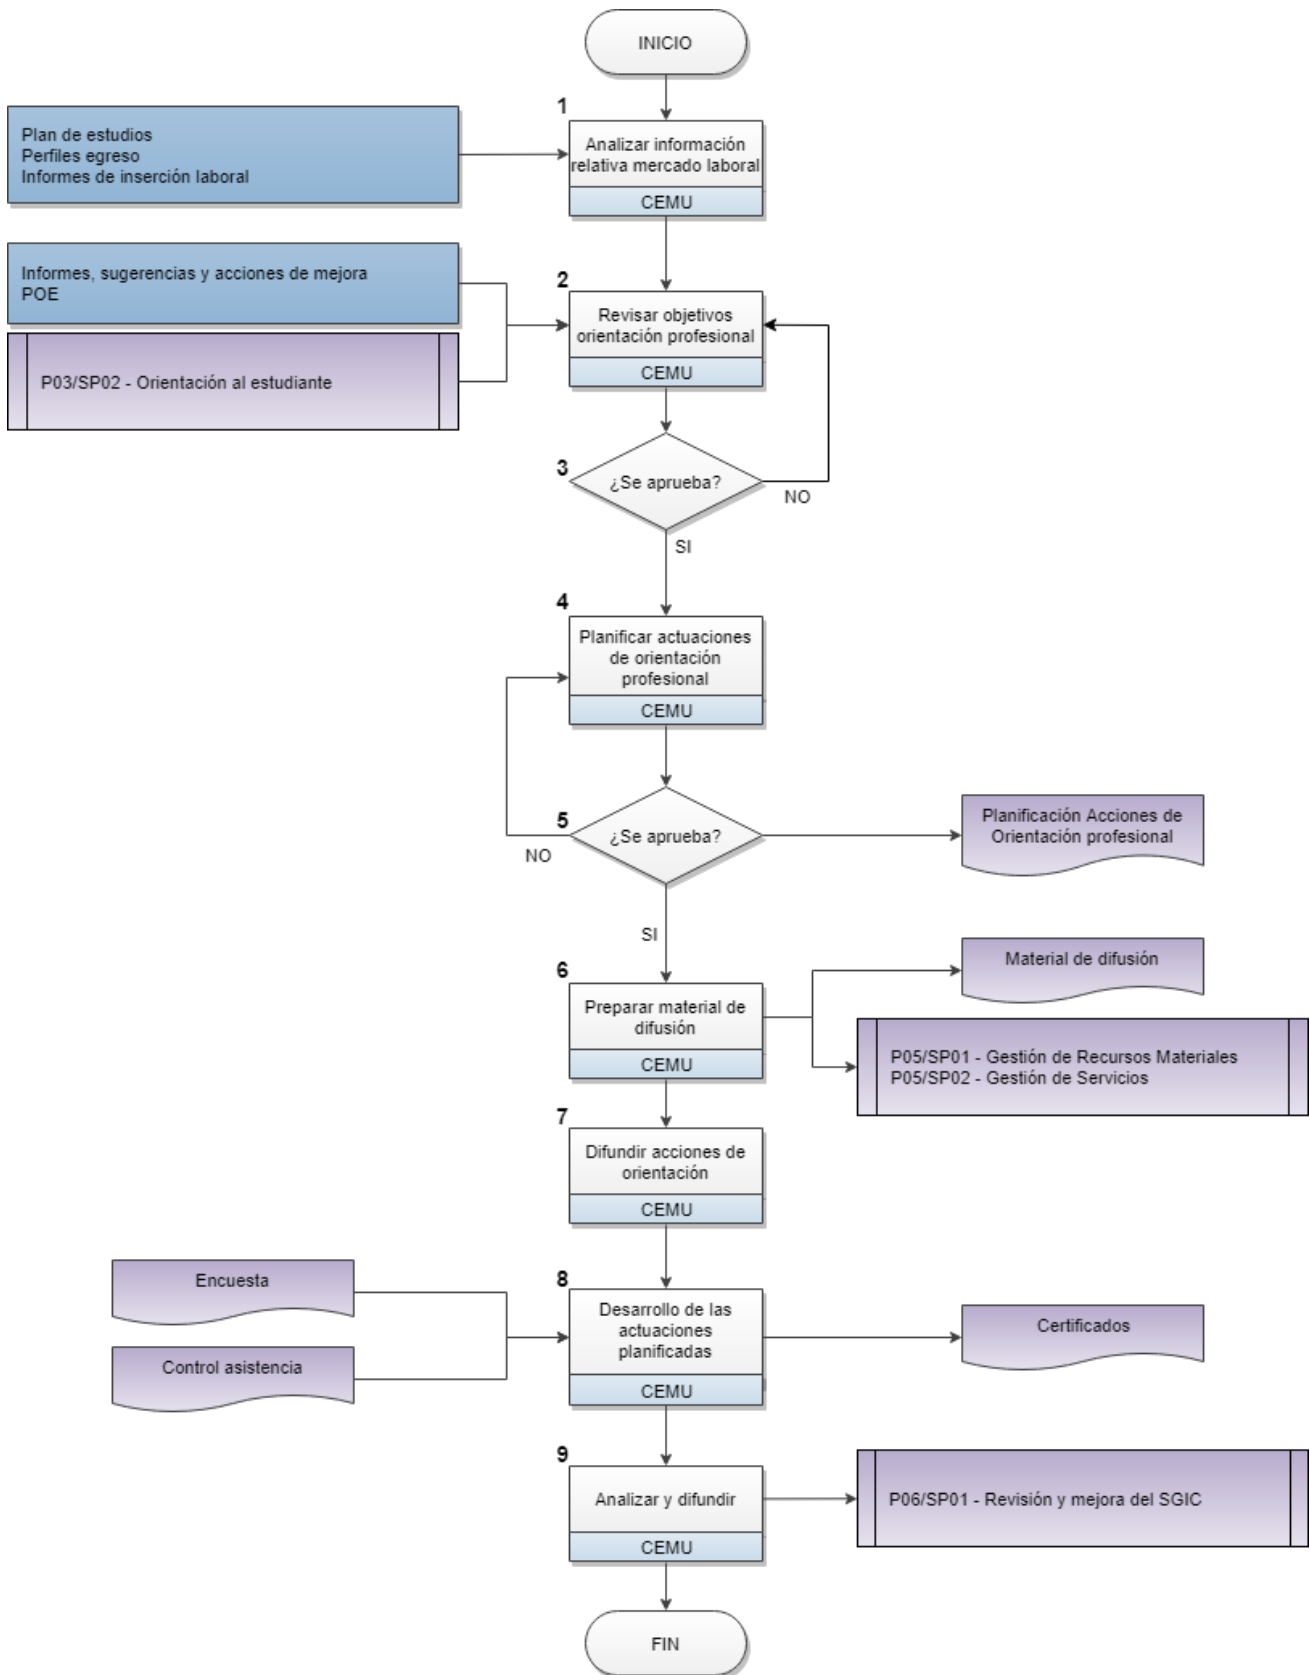 INICIO
1
Plan de estudios
Perfiles egreso
Informes de inserción laboral
Analizar información
relativa mercado laboral
CEMU
Informes, sugerencias y acciones de mejora
POE
2
Revisar objetivos
orientación profesional
CEMU
P03/SP02 - Orientación al estudiante
3
¿Se aprueba?
NO
SI
4
Planificar actuaciones
de orientación
profesional
CEMU
5
¿Se aprueba?
NO
Planificación Acciones de
Orientación profesional
SI
6
Preparar material de
difusión
CEMU
Material de difusión
P05/SP01 - Gestión de Recursos Materiales
P05/SP02 - Gestión de Servicios
7
Difundir acciones de
orientación
CEMU
Encuesta
Control asistencia
8
Desarrollo de las
actuaciones
planificadas
CEMU
Certificados
9
Analizar y difundir
CEMU
P06/SP01 - Revisión y mejora del SGIC
FIN